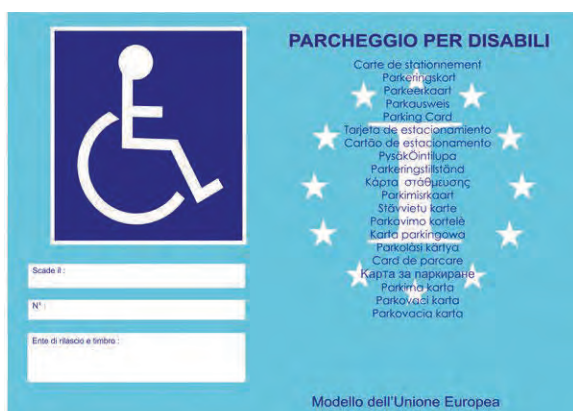 Scade il :
N° :
Ente di rilascio e timbro :
PARCHEGGIO PER DISABILI
Carte de stationnement
Parkeringskort
Parkeerkaart
Parkausweis
Parking Card
Tarjeta de estacionamiento
Cartão de estacionamento
PysäkÖintilupa
Parkeringstillstånd
Κάρτα στάθμευσης
Parkimisrkaart
Stāvvietu karte
Parkavimo kortelė
Karta parkingowa
Parkolási kártya
Card de parcare
Карта за паркиране
Parkirna karta
Parkovací karta
Parkovacia karta
I
Modello dell'Unione Europea